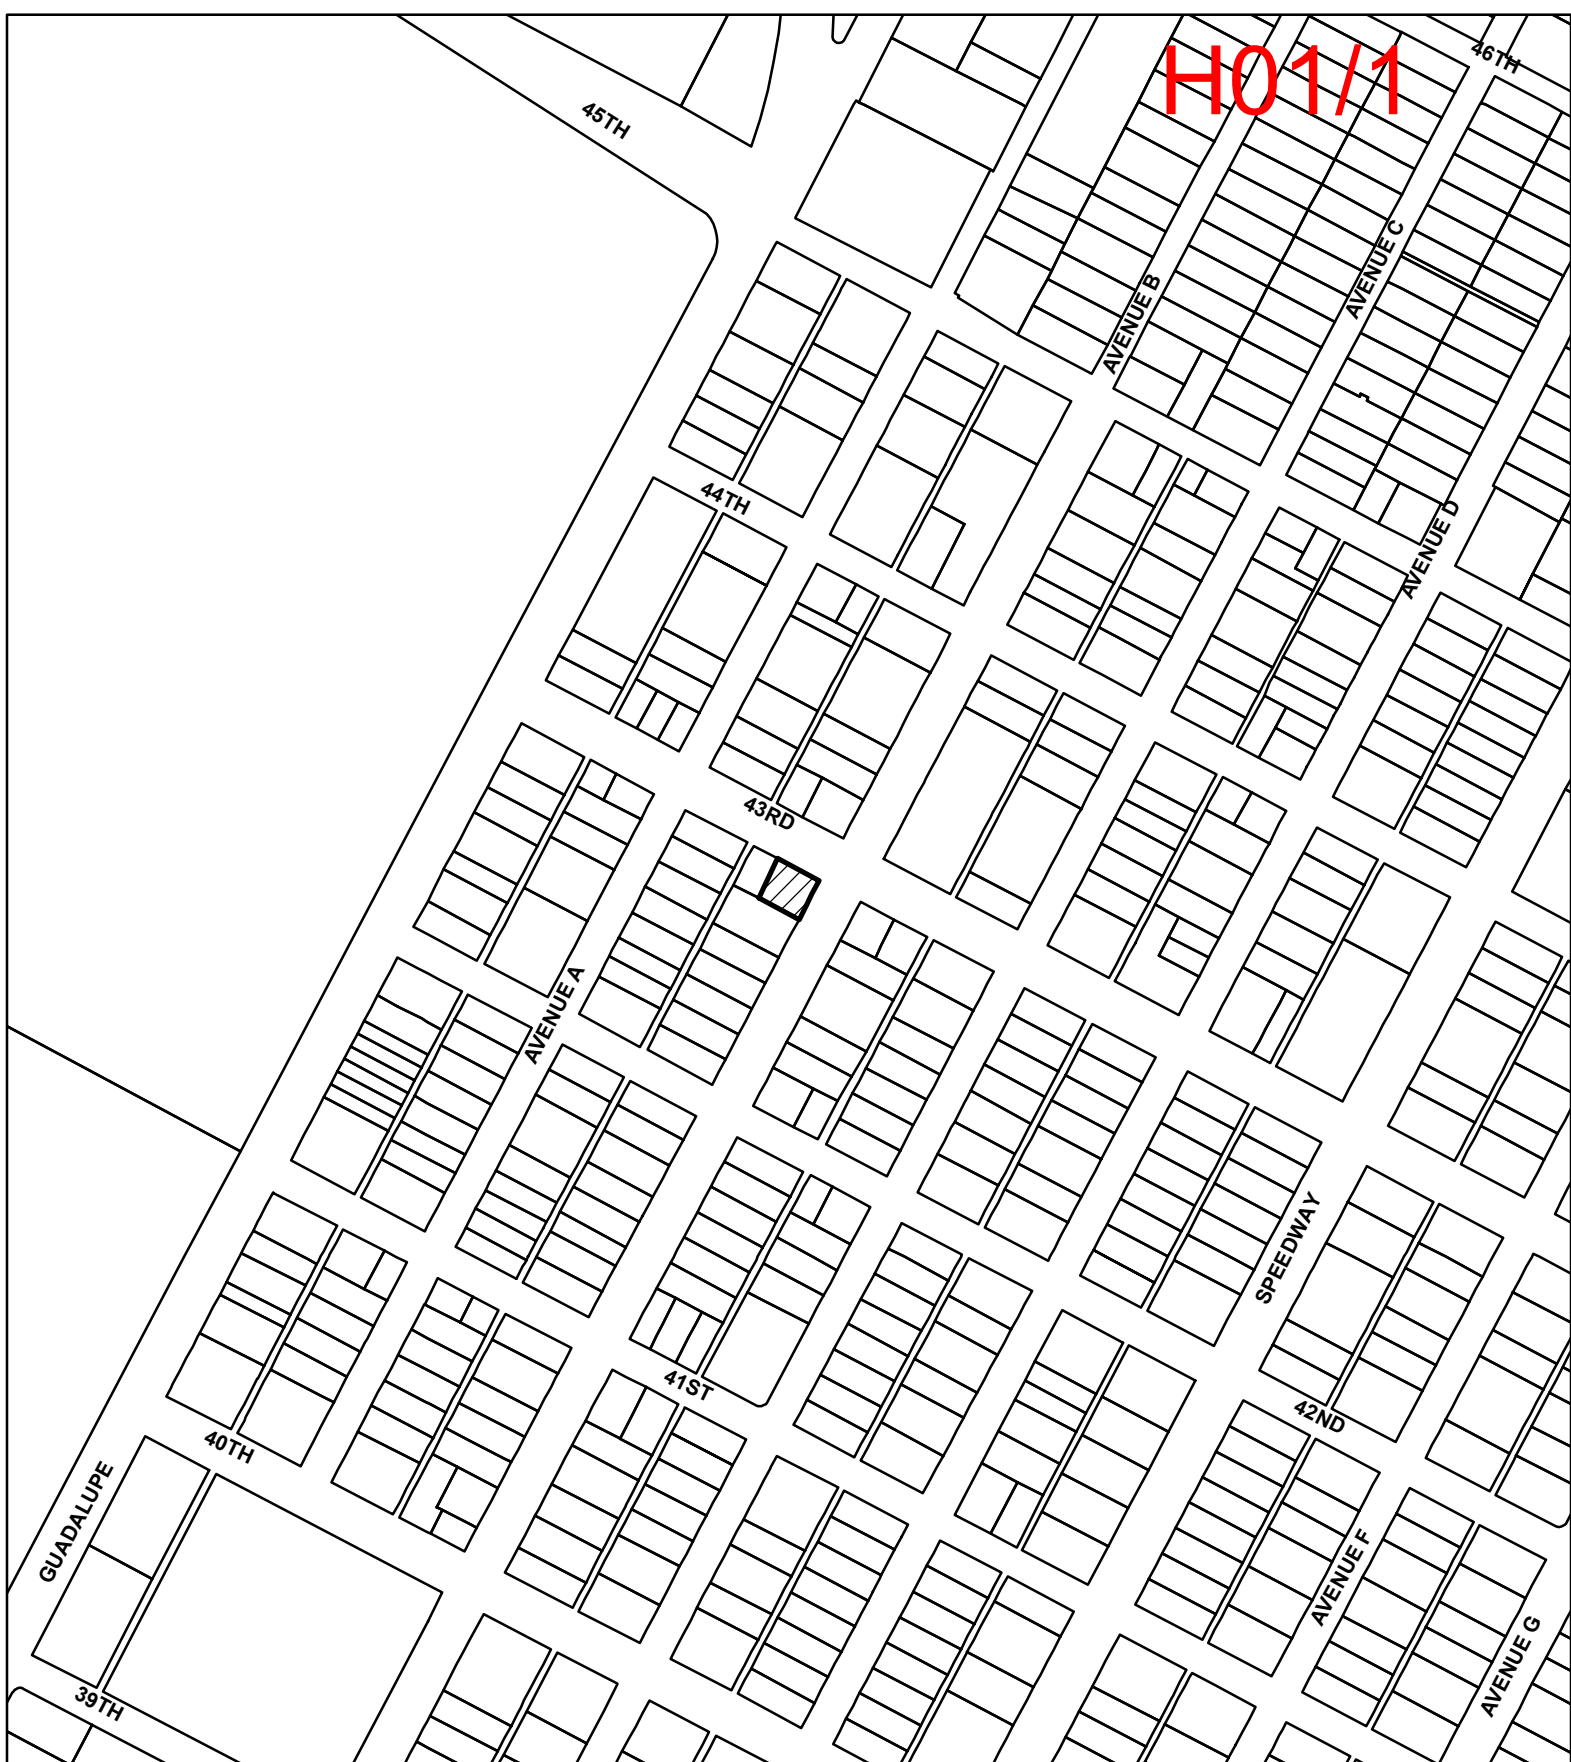 H01/1
46TH
45TH
AVENUE C
AVENUE B
44TH
AVENUE D
43RD
AVENUE A
SPEEDWAY
41ST
42ND
40TH
GUADALUPE
AVENUE F
AVENUE G
39TH